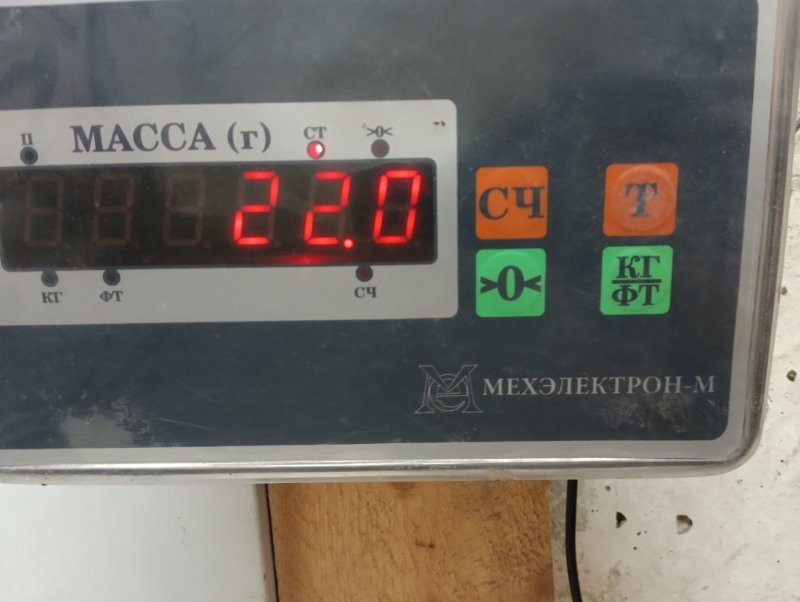 П МАССА (г) СТ >0<
22.0
КГ ФТ СЧ
СЧ Т
>0< КГ/ФТ
МЕХЭЛЕКТРОН-М